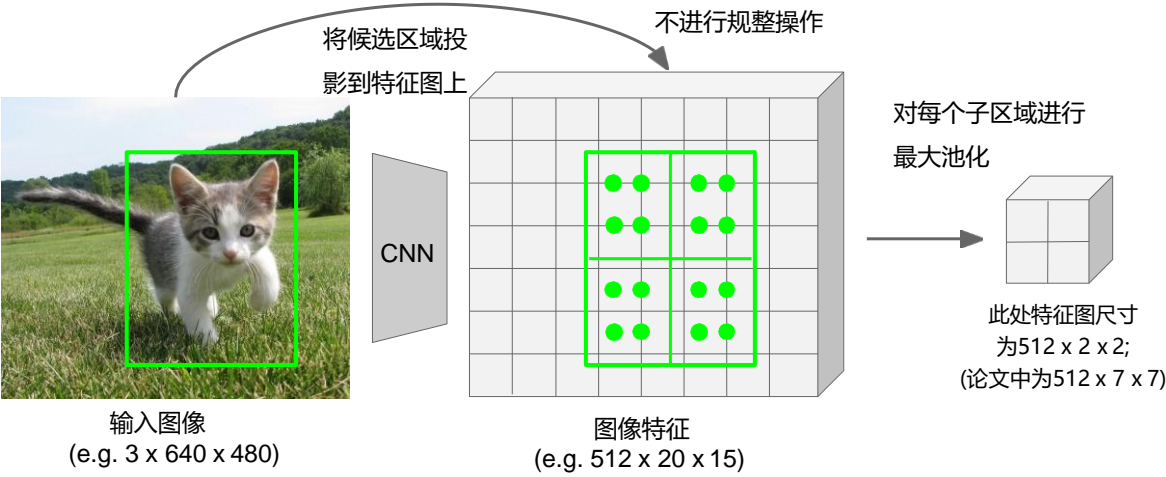 将候选区域投
影到特征图上
不进行规整操作
对每个子区域进行
最大池化
CNN
此处特征图尺寸
为512 x 2 x 2;
(论文中为512 x 7 x 7)
输入图像
(e.g. 3 x 640 x 480)
图像特征
(e.g. 512 x 20 x 15)